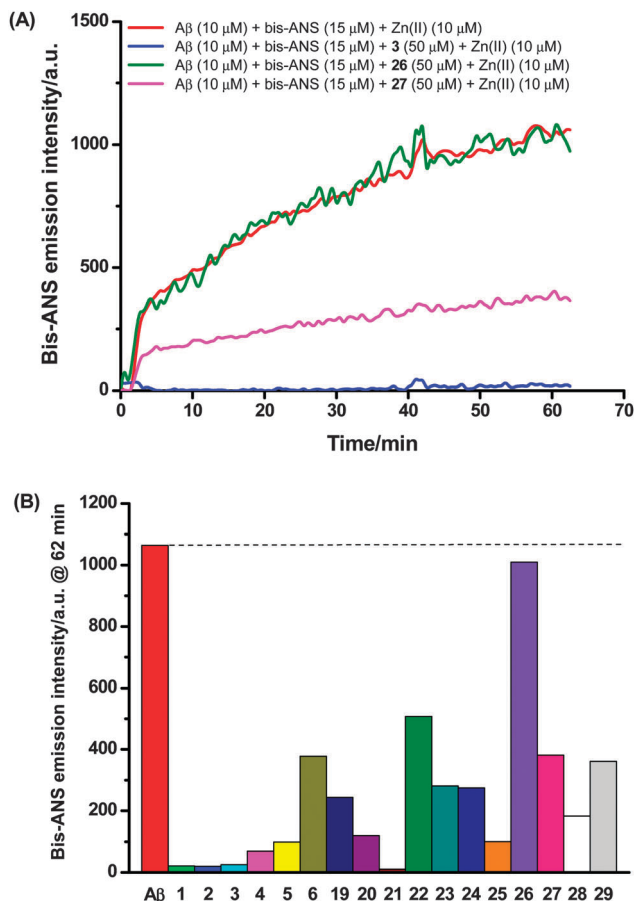 (A)
Aβ (10 μM) + bis-ANS (15 μM) + Zn(II) (10 μM)
Aβ (10 μM) + bis-ANS (15 μM) + 3 (50 μM) + Zn(II) (10 μM)
Aβ (10 μM) + bis-ANS (15 μM) + 26 (50 μM) + Zn(II) (10 μM)
Aβ (10 μM) + bis-ANS (15 μM) + 27 (50 μM) + Zn(II) (10 μM)
Bis-ANS emission intensity/a.u.
1500
1000
500
0
0 10 20 30 40 50 60 70
Time/min
(B)
Bis-ANS emission intensity/a.u. @ 62 min
1200
1000
800
600
400
200
0
Aβ 1 2 3 4 5 6 19 20 21 22 23 24 25 26 27 28 29